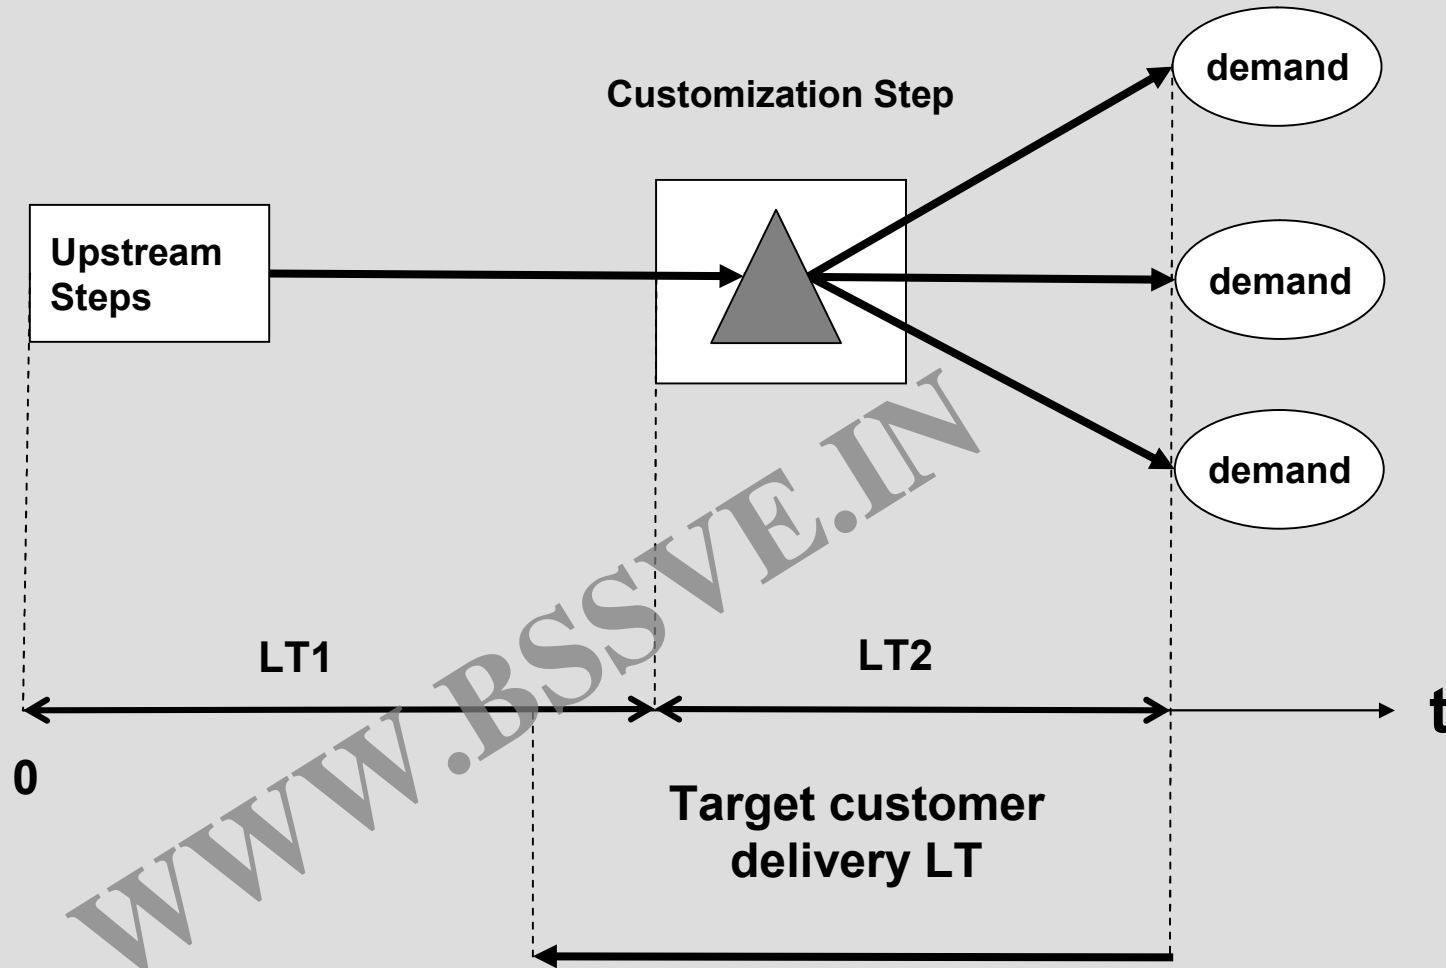 demand
Customization Step
Upstream
Steps
demand
demand
LT1
LT2
t
0
Target customer
delivery LT
WWW.BSSVE.IN